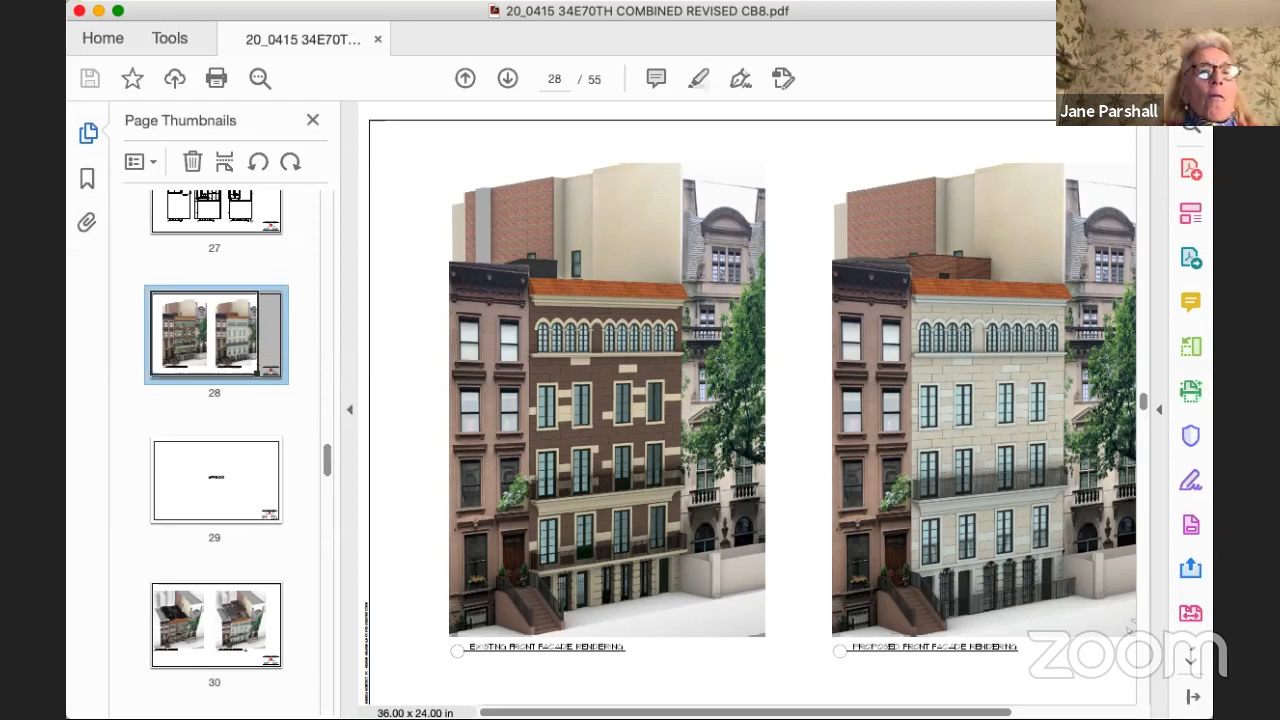 20_0415 34E70TH COMBINED REVISED CB8.pdf
Home
Tools
20_0415 34E70T...
28 / 55
Jane Parshall
Page Thumbnails
27
28
29
30
EXISTING FRONT FACADE RENDERING
PROPOSED FRONT FACADE RENDERING
zoom
36.00 x 24.00 in